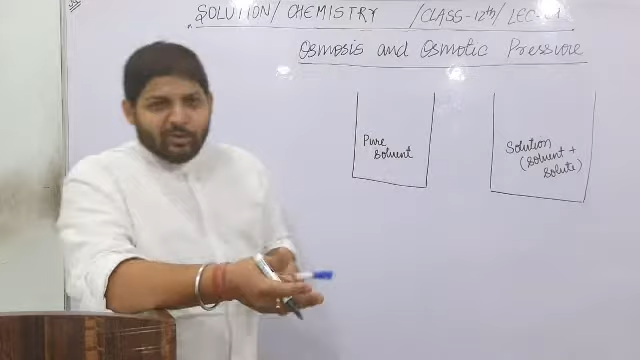 SOLUTION/ CHEMISTRY /CLASS-12th/ LEC-
Osmosis and Osmotic Pressure
Pure
Solvent
Solution
(Solvent +
Solute)